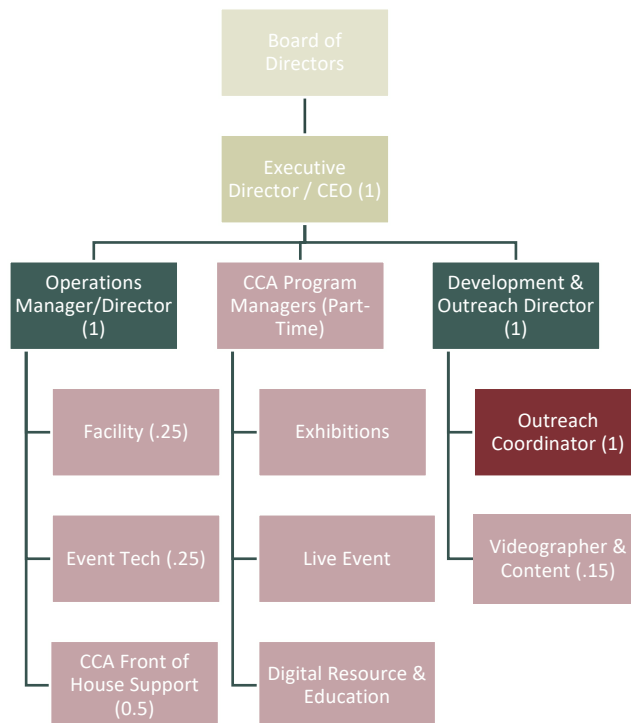 Board of
Directors
Executive
Director / CEO (1)
Operations
Manager/Director
(1)
CCA Program
Managers (Part-
Time)
Development &
Outreach Director
(1)
Facility (.25)
Exhibitions
Outreach
Coordinator (1)
Event Tech (.25)
Live Event
Videographer &
Content (.15)
CCA Front of
House Support
(0.5)
Digital Resource &
Education